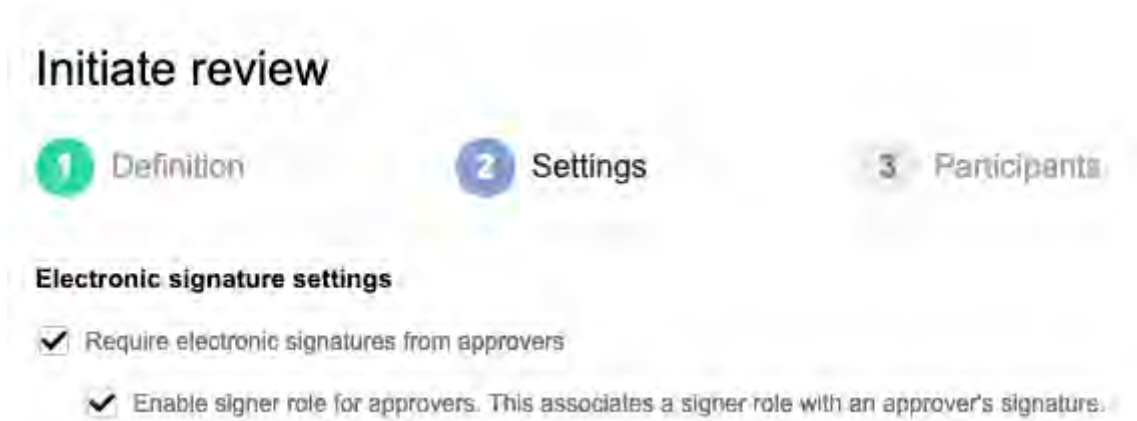 Initiate review
1 Definition 2 Settings 3 Participants
Electronic signature settings
Require electronic signatures from approvers
Enable signer role for approvers. This associates a signer role with an approver's signature.